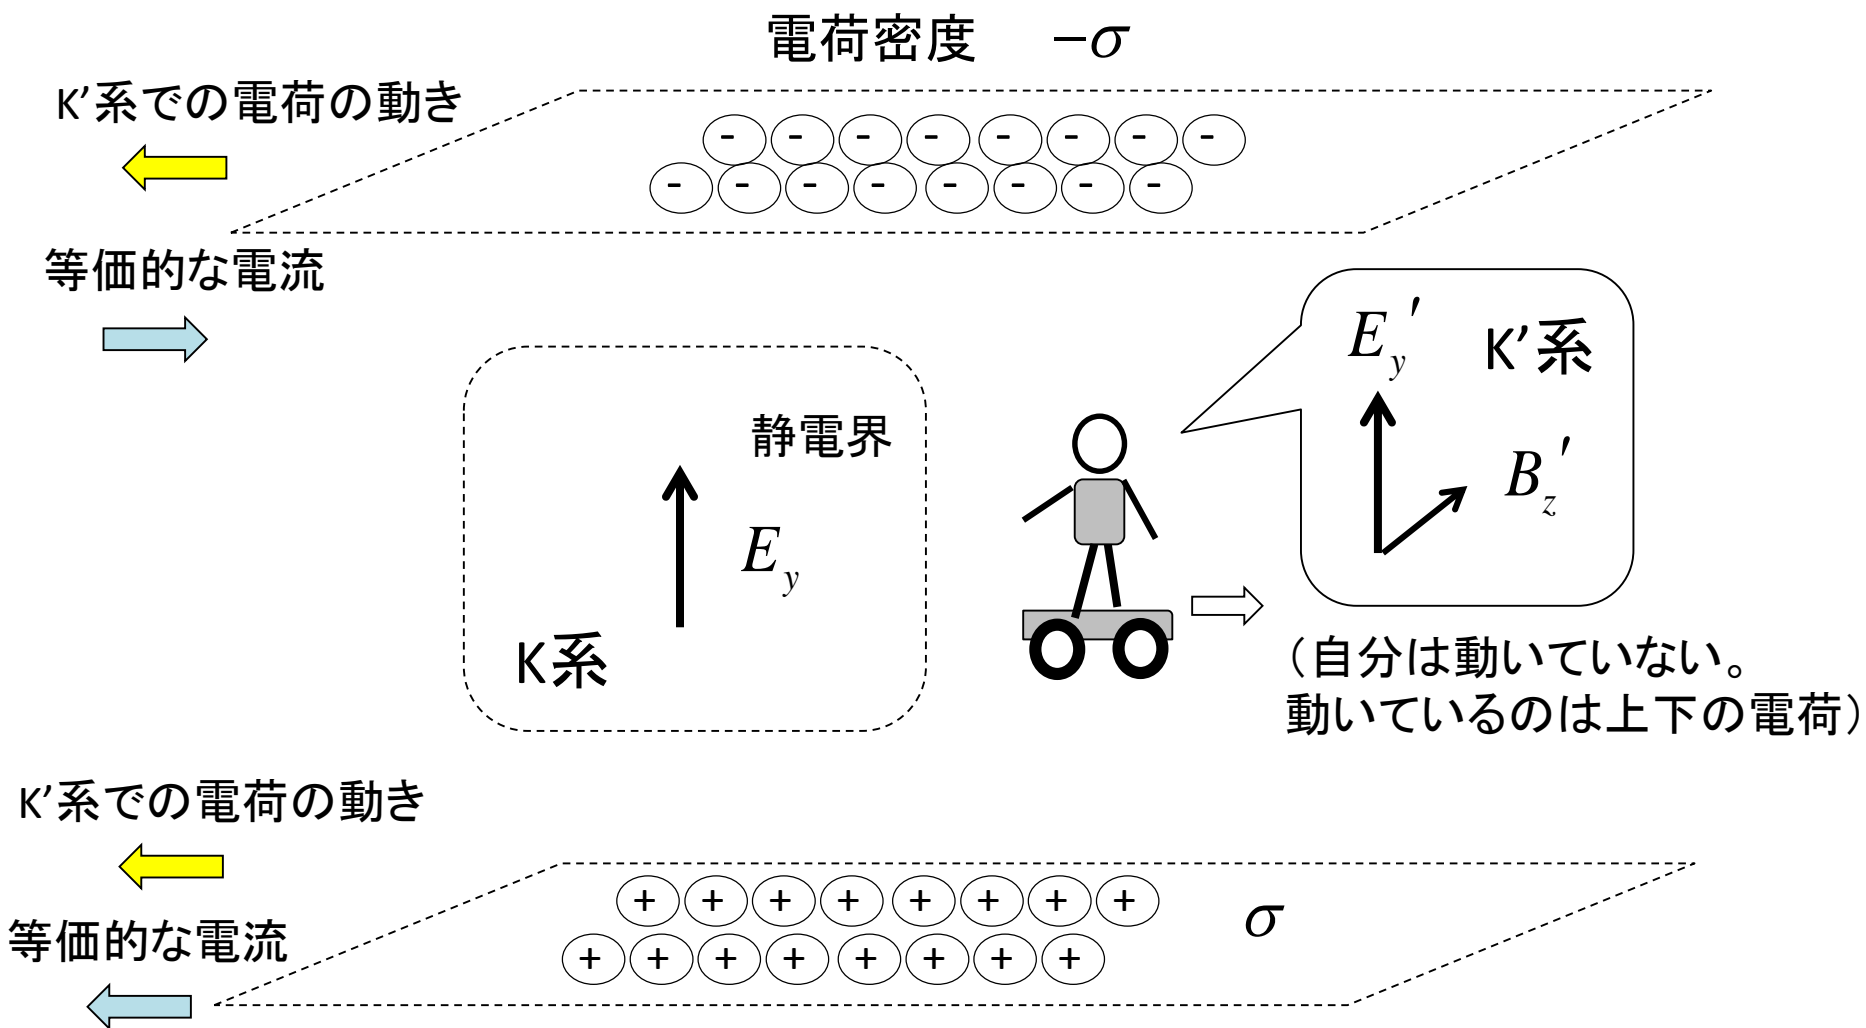 電荷密度 −σ
K’系での電荷の動き
- - - - - - - -
- - - - - - - -
等価的な電流
E_y′ K’系
B_z′
静電界
E_y
K系
（自分は動いていない。
動いているのは上下の電荷）
K’系での電荷の動き
+ + + + + + + +
σ
+ + + + + + + +
等価的な電流